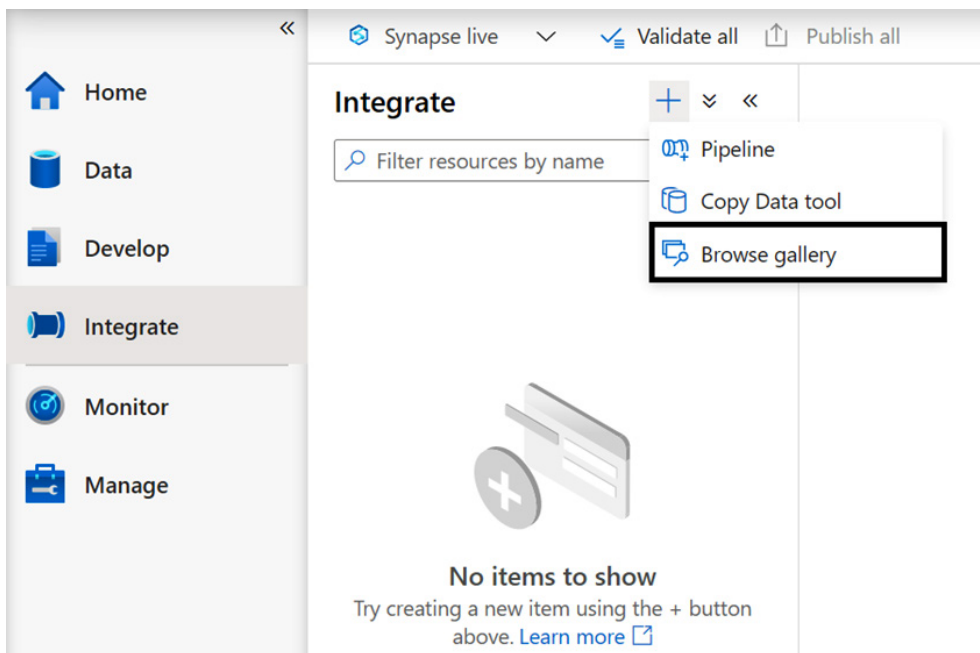 Synapse live
Validate all
Publish all
Home
Data
Develop
Integrate
Monitor
Manage
Integrate
Filter resources by name
Pipeline
Copy Data tool
Browse gallery
No items to show
Try creating a new item using the + button
above. Learn more